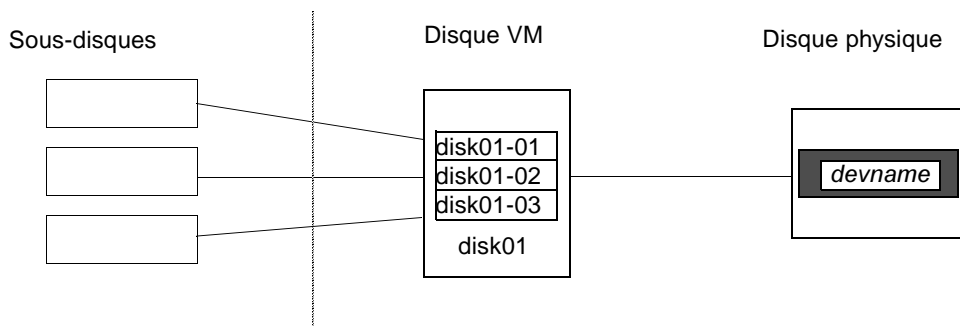 Sous-disques
Disque VM
Disque physique
disk01-01
disk01-02
disk01-03
disk01
devname